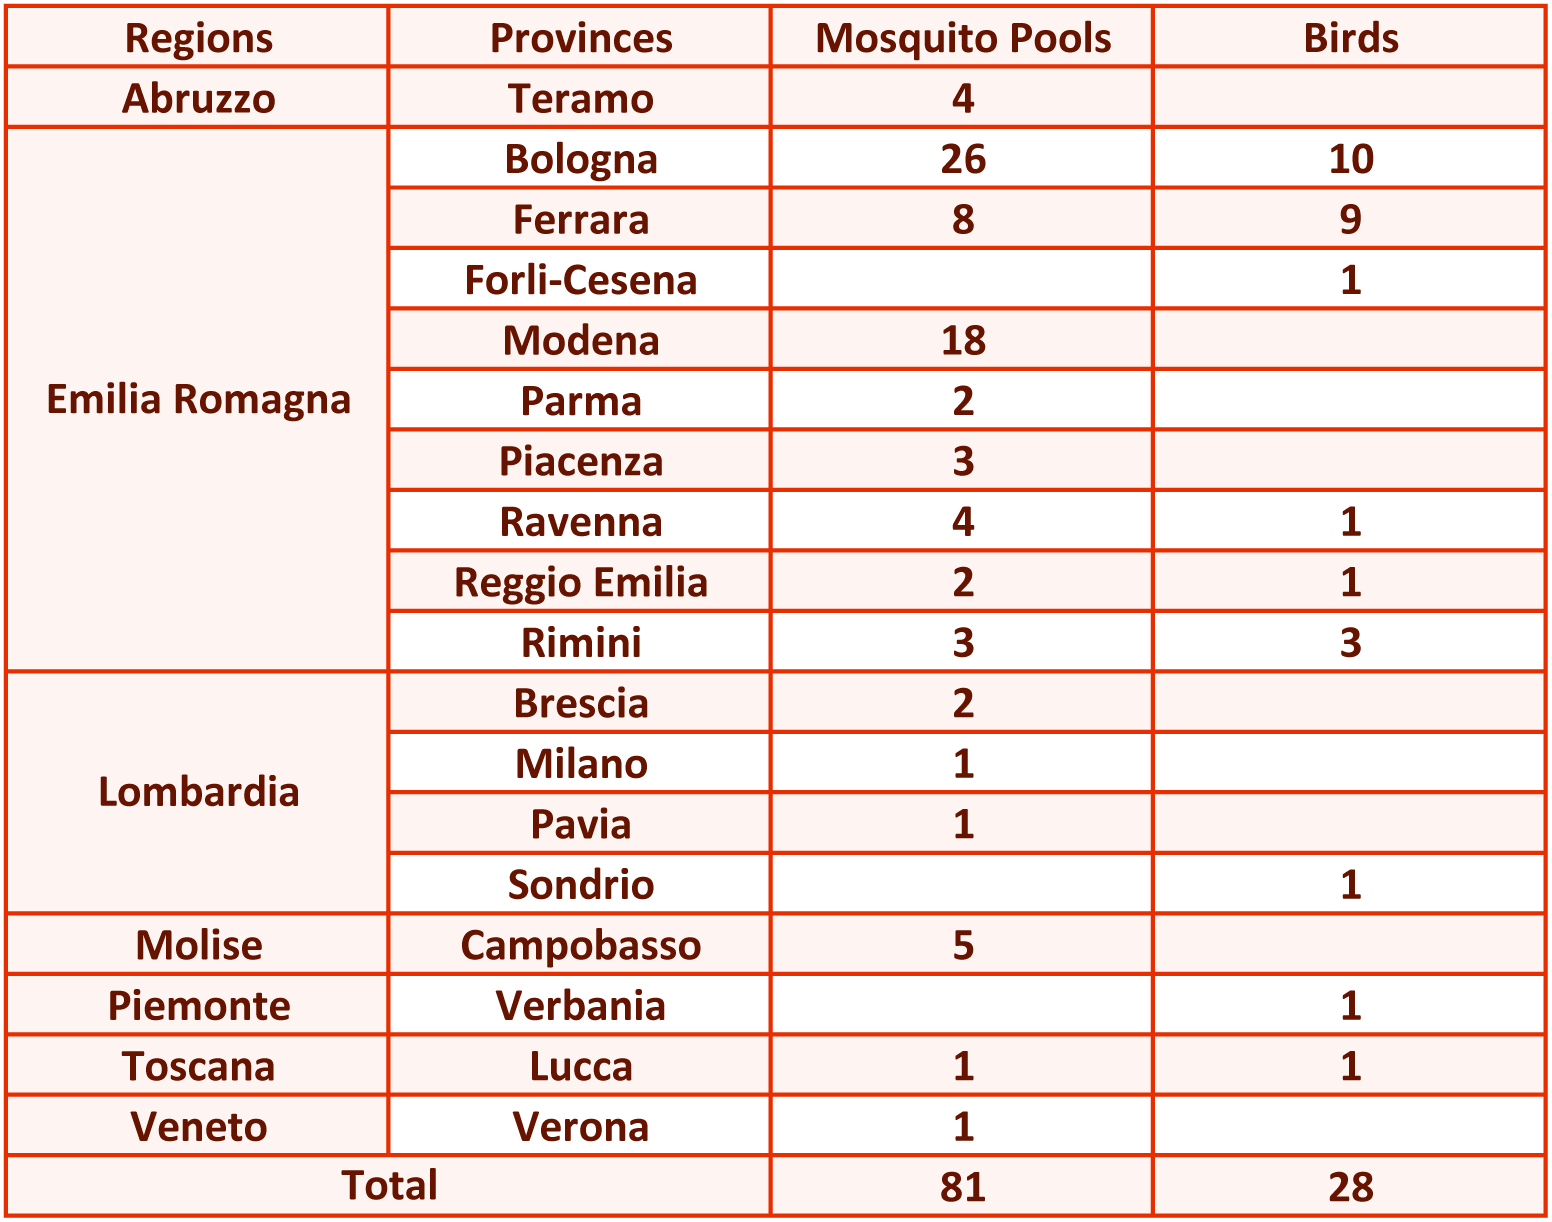 Regions Provinces Mosquito Pools Birds
Abruzzo Teramo 4
Emilia Romagna Bologna 26 10
Ferrara 8 9
Forli-Cesena 1
Modena 18
Parma 2
Piacenza 3
Ravenna 4 1
Reggio Emilia 2 1
Rimini 3 3
Lombardia Brescia 2
Milano 1
Pavia 1
Sondrio 1
Molise Campobasso 5
Piemonte Verbania 1
Toscana Lucca 1 1
Veneto Verona 1
Total 81 28